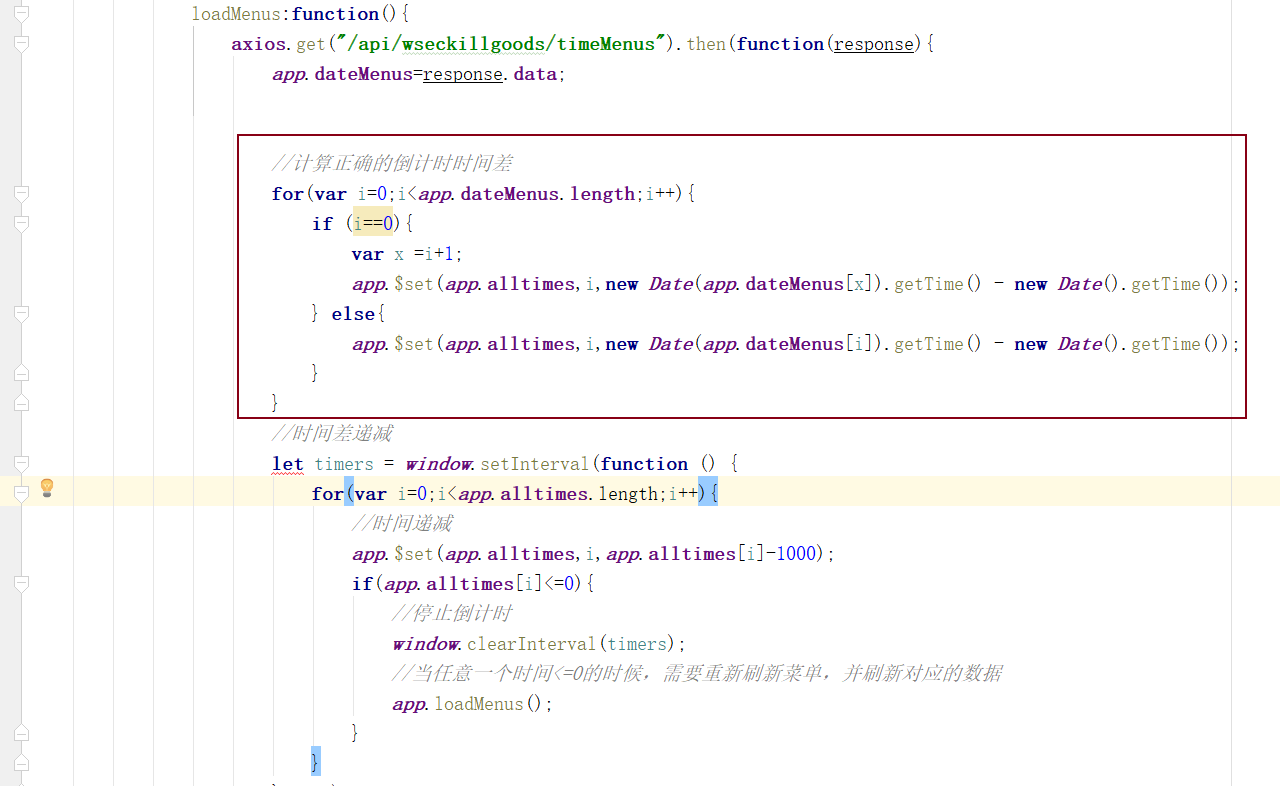 loadMenus:function(){
axios.get("/api/wseckillgoods/timeMenus").then(function(response){
app.dateMenus=response.data;
//计算正确的倒计时时间差
for(var i=0;i<app.dateMenus.length;i++){
if (i==0){
var x =i+1;
app.$set(app.alltimes,i,new Date(app.dateMenus[x]).getTime() - new Date().getTime());
} else{
app.$set(app.alltimes,i,new Date(app.dateMenus[i]).getTime() - new Date().getTime());
}
}
//时间差递减
let timers = window.setInterval(function () {
for(var i=0;i<app.alltimes.length;i++){
//时间递减
app.$set(app.alltimes,i,app.alltimes[i]-1000);
if(app.alltimes[i]<=0){
//停止倒计时
window.clearInterval(timers);
//当任意一个时间<=0的时候，需要重新刷新菜单，并刷新对应的数据
app.loadMenus();
}
}